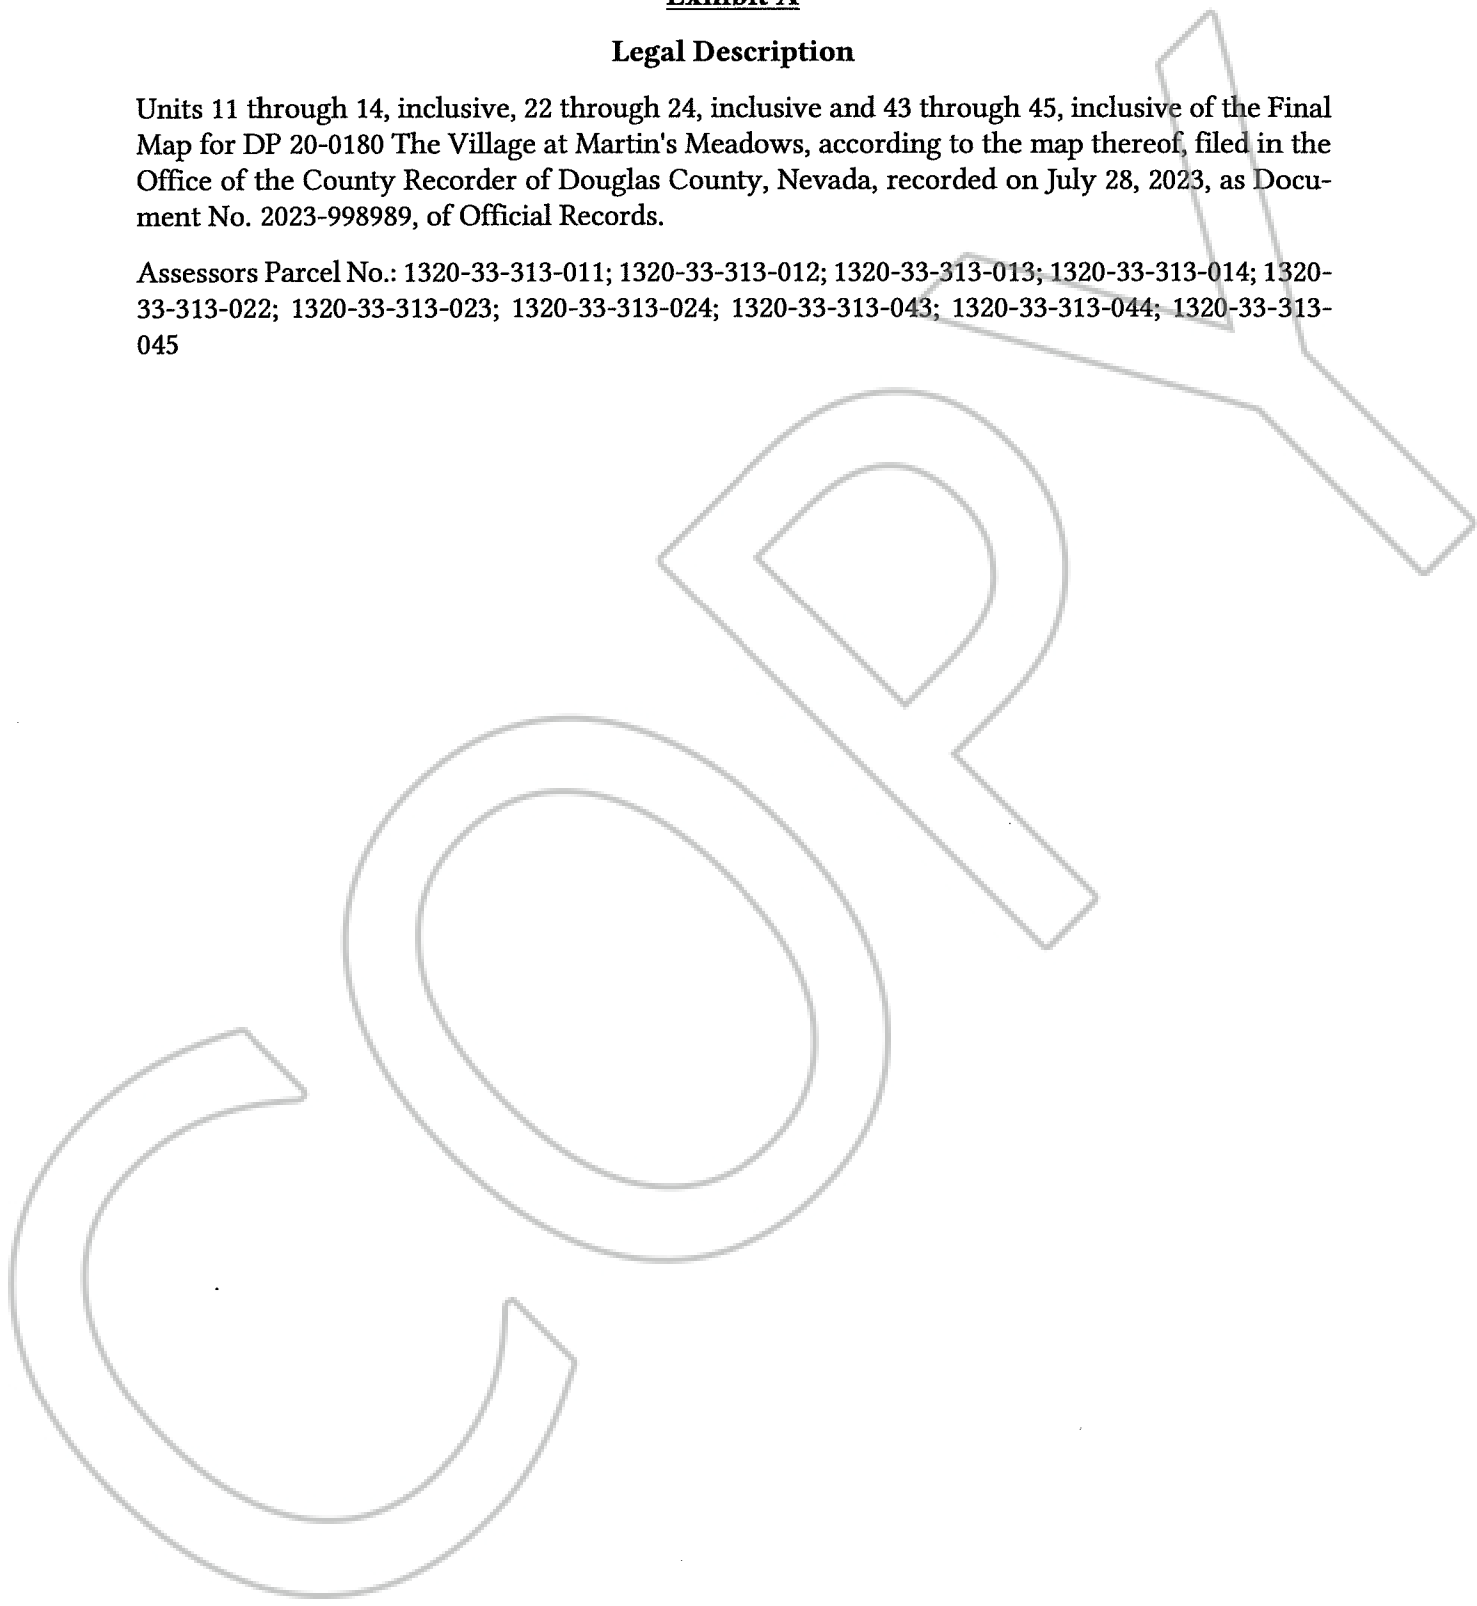 Exhibit A
Legal Description
Units 11 through 14, inclusive, 22 through 24, inclusive and 43 through 45, inclusive of the Final
Map for DP 20-0180 The Village at Martin's Meadows, according to the map thereof, filed in the
Office of the County Recorder of Douglas County, Nevada, recorded on July 28, 2023, as Docu-
ment No. 2023-998989, of Official Records.
Assessors Parcel No.: 1320-33-313-011; 1320-33-313-012; 1320-33-313-013; 1320-33-313-014; 1320-
33-313-022; 1320-33-313-023; 1320-33-313-024; 1320-33-313-043; 1320-33-313-044; 1320-33-313-
045
COPY